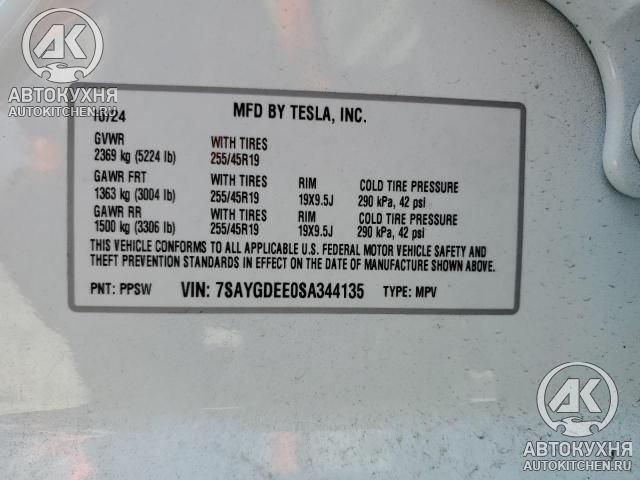 AK
АВТОКУХНЯ
AUTOKITCHEN.RU
10/24 MFD BY TESLA, INC.
GVWR WITH TIRES
2369 kg (5224 lb) 255/45R19
GAWR FRT WITH TIRES RIM COLD TIRE PRESSURE
1363 kg (3004 lb) 255/45R19 19X9.5J 290 kPa, 42 psi
GAWR RR WITH TIRES RIM COLD TIRE PRESSURE
1500 kg (3306 lb) 255/45R19 19X9.5J 290 kPa, 42 psi
THIS VEHICLE CONFORMS TO ALL APPLICABLE U.S. FEDERAL MOTOR VEHICLE SAFETY AND
THEFT PREVENTION STANDARDS IN EFFECT ON THE DATE OF MANUFACTURE SHOWN ABOVE.
PNT: PPSW VIN: 7SAYGDEE0SA344135 TYPE: MPV
AK
АВТОКУХНЯ
AUTOKITCHEN.RU